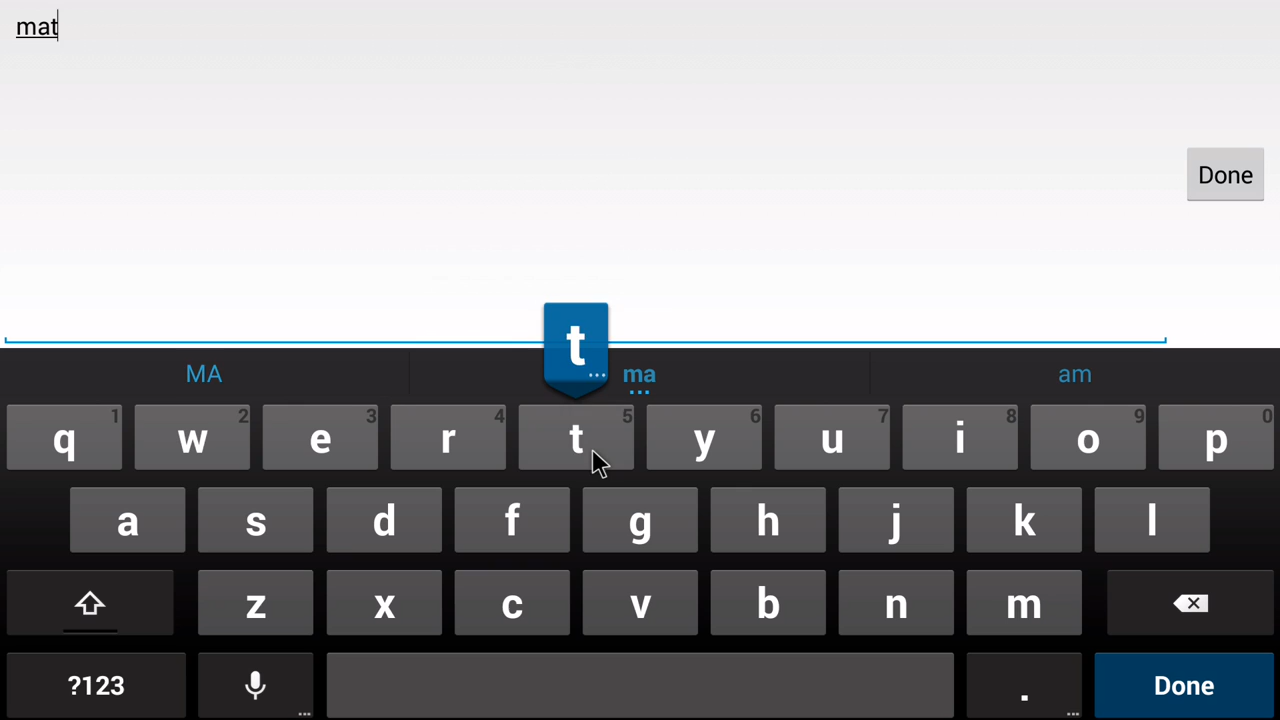 mat
Done
t
MA ma am
q 1 w 2 e 3 r 4 t 5 y 6 u 7 i 8 o 9 p 0
a s d f g h j k l
z x c v b n m
?123 . Done